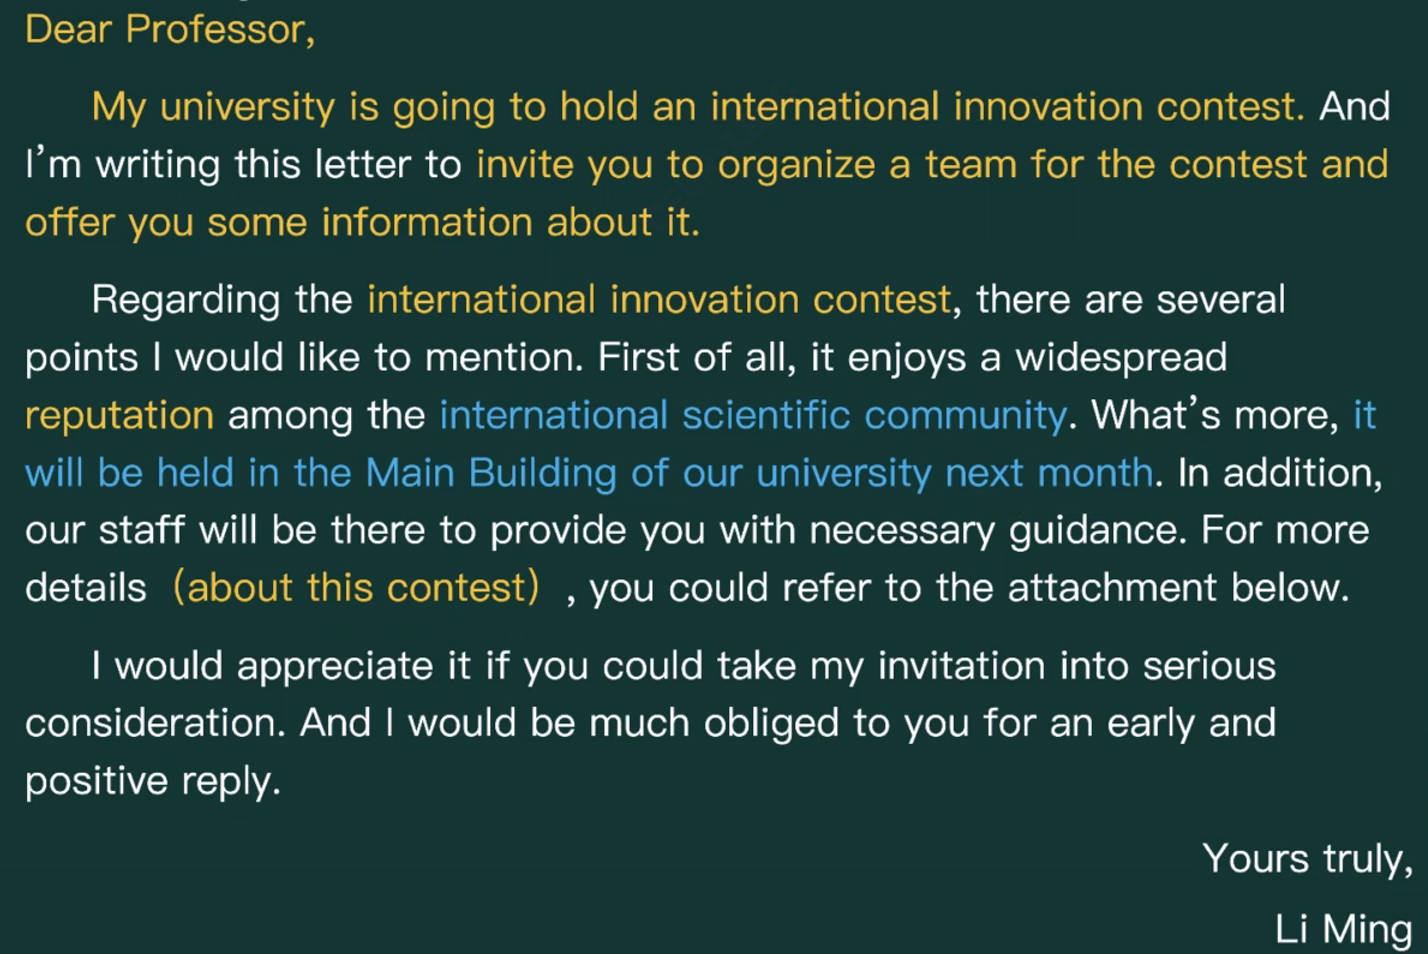 Dear Professor,
My university is going to hold an international innovation contest. And
I’m writing this letter to invite you to organize a team for the contest and
offer you some information about it.
Regarding the international innovation contest, there are several
points I would like to mention. First of all, it enjoys a widespread
reputation among the international scientific community. What’s more, it
will be held in the Main Building of our university next month. In addition,
our staff will be there to provide you with necessary guidance. For more
details（about this contest）, you could refer to the attachment below.
I would appreciate it if you could take my invitation into serious
consideration. And I would be much obliged to you for an early and
positive reply.
Yours truly,
Li Ming